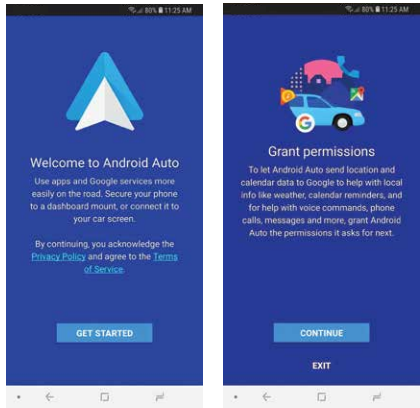 80% 11:25 AM
Welcome to Android Auto
Use apps and Google services more
easily on the road. Secure your phone
to a dashboard mount, or connect it to
your car screen.
By continuing, you acknowledge the
Privacy Policy and agree to the Terms
of Service.
GET STARTED
80% 11:25 AM
G
Grant permissions
To let Android Auto send location and
calendar data to Google to help with local
info like weather, calendar reminders, and
for help with voice commands, phone
calls, messages and more, grant Android
Auto the permissions it asks for next.
CONTINUE
EXIT